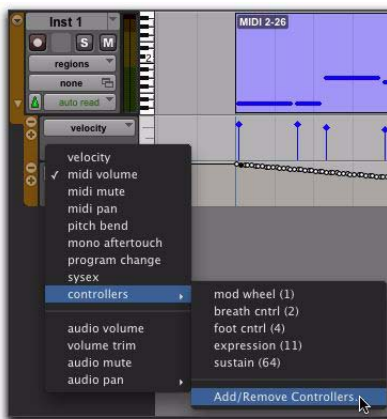 Inst 1
MIDI 2-26
S M
regions
2
none
auto read
velocity
velocity
✓ midi volume
midi mute
midi pan
pitch bend
mono aftertouch
program change
sysex
controllers
mod wheel (1)
breath cntrl (2)
foot cntrl (4)
expression (11)
sustain (64)
audio volume
volume trim
audio mute
audio pan
Add/Remove Controllers...